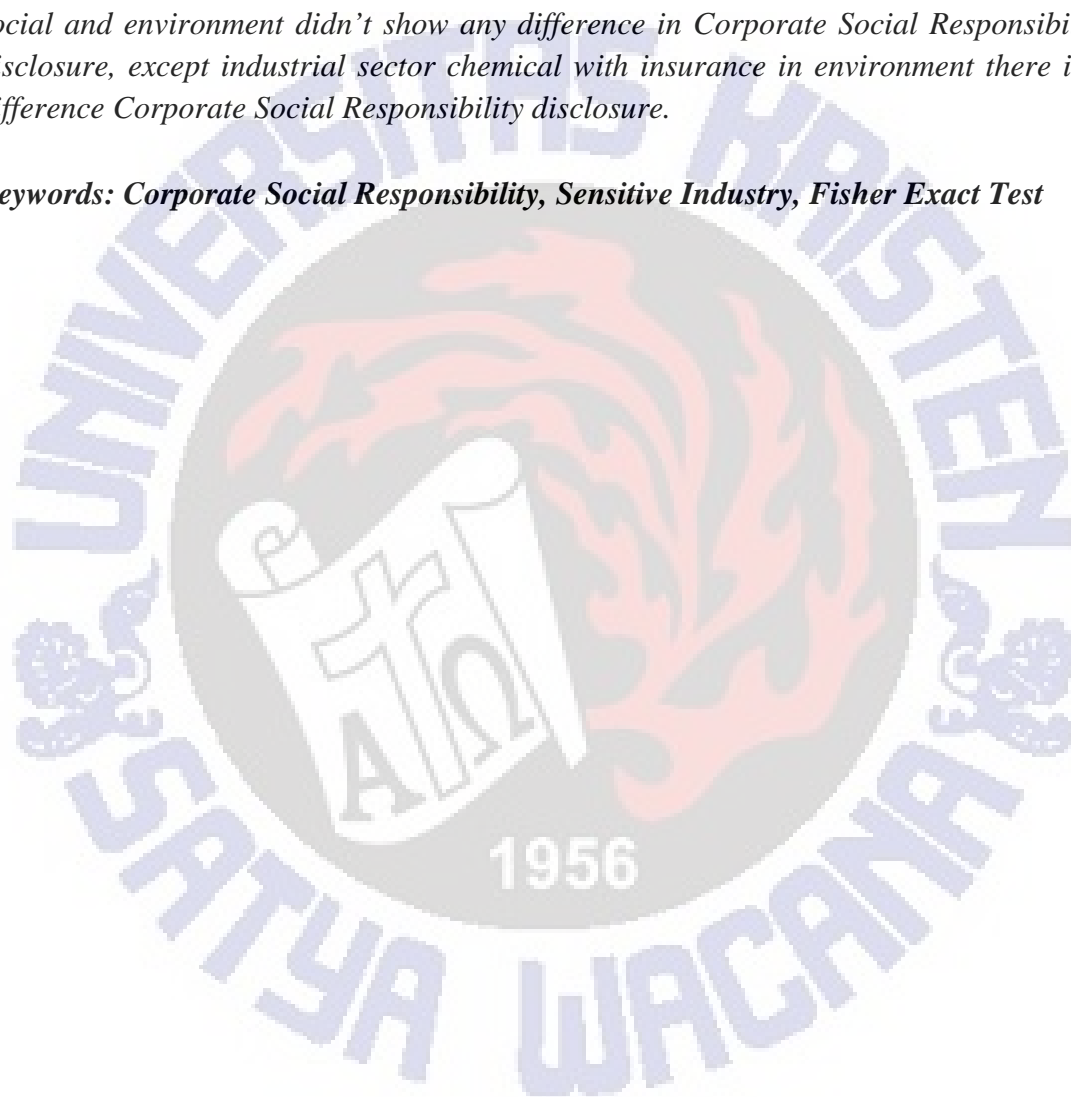 ocial and environment didn't show any difference in Corporate Social Responsibi
isclosure, except industrial sector chemical with insurance in environment there i
ifference Corporate Social Responsibility disclosure.
eywords: Corporate Social Responsibility, Sensitive Industry, Fisher Exact Test
UNIVERSITAS KRISTEN
ΑΩ
1956
SATYA WACANA